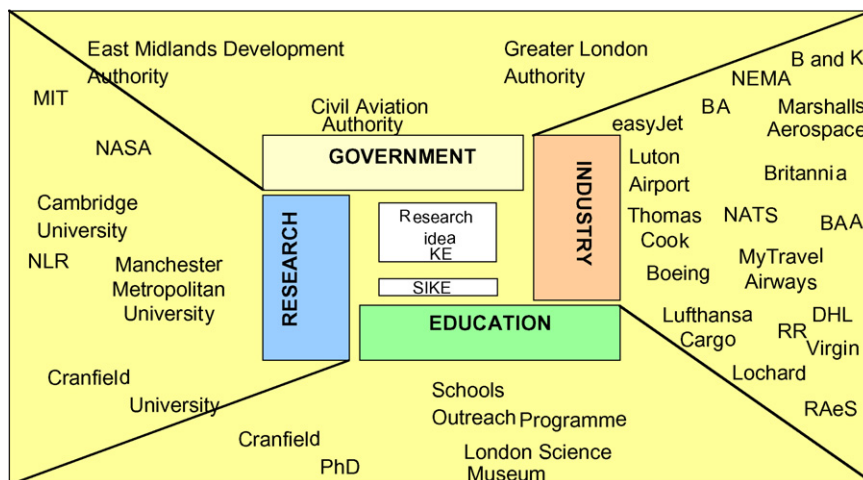 East Midlands Development
Authority
Greater London
Authority
Civil Aviation
Authority
GOVERNMENT
MIT
NASA
Cambridge
University
NLR
Manchester
Metropolitan
University
Cranfield
University
RESEARCH
Research
idea
KE
SIKE
INDUSTRY
B and K
NEMA
BA
Marshalls
Aerospace
easyJet
Luton
Airport
Britannia
Thomas
Cook
NATS
BAA
Boeing
MyTravel
Airways
Lufthansa
Cargo
DHL
RR
Virgin
Lochard
RAeS
EDUCATION
Schools
Outreach Programme
Cranfield
PhD
London Science
Museum